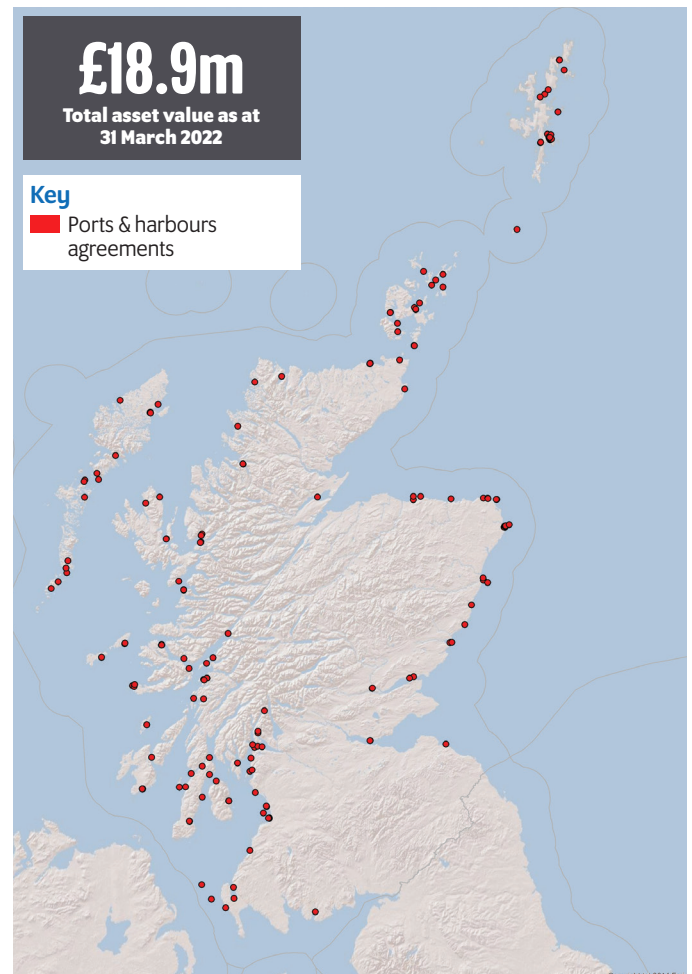 £18.9m
Total asset value as at
31 March 2022
Key
Ports & harbours
agreements